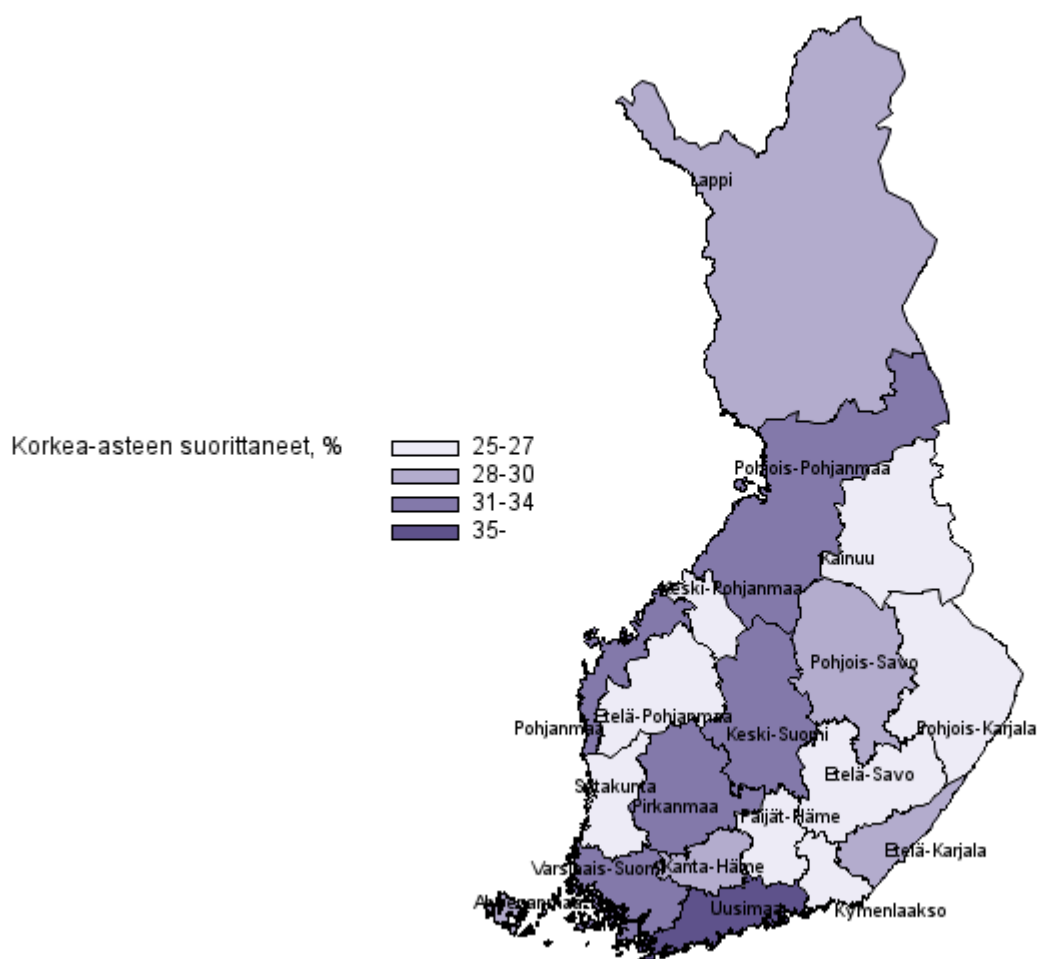 Lappi
Korkea-asteen suorittaneet, %
25-27
28-30
31-34
35-
Pohjois-Pohjanmaa
Kainuu
Keski-Pohjanmaa
Pohjois-Savo
Etelä-Pohjanmaa
Pohjanmaa
Keski-Suomi
Pohjois-Karjala
Etelä-Savo
Satakunta
Pirkanmaa
Päijät-Häme
Etelä-Karjala
Varsinais-Suomi
Kanta-Häme
Ahvenanmaa
Uusimaa
Kymenlaakso